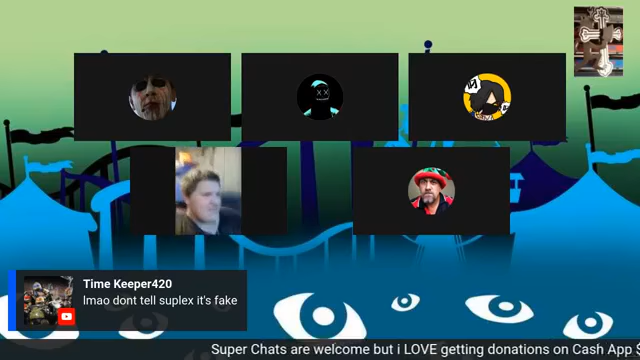 Time Keeper420
lmao dont tell suplex it's fake
Super Chats are welcome but i LOVE getting donations on Cash App S